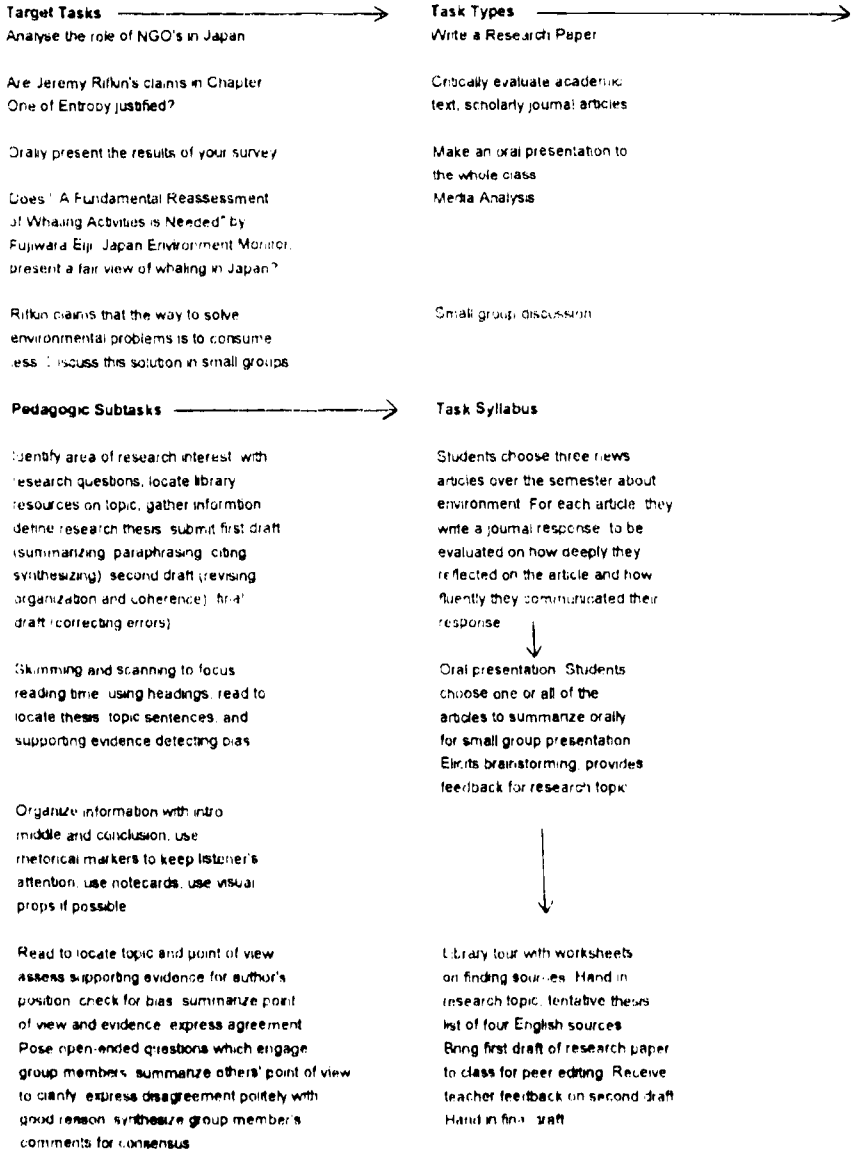 Target Tasks
Analyse the role of NGO's in Japan
Are Jeremy Rifkin's claims in Chapter
One of Entropy justified?
Orally present the results of your survey
Does " A Fundamental Reassessment
of Whaling Activities is Needed" by
Fujiwara Eiji Japan Environment Monitor,
present a fair view of whaling in Japan?
Rifkin claims that the way to solve
environmental problems is to consume
less Discuss this solution in small groups
Task Types
Write a Research Paper
Critically evaluate academic
text, scholarly journal articles
Make an oral presentation to
the whole class
Media Analysis
Small group discussion
Pedagogic Subtasks
Identify area of research interest with
research questions, locate library
resources on topic, gather informtion
define research thesis submit first draft
(summarizing paraphrasing citing
synthesizing) second draft (revising
organization and coherence) final
draft (correcting errors)
Skimming and scanning to focus
reading time using headings, read to
locate thesis topic sentences, and
supporting evidence detecting bias
Organize information with intro
middle and conclusion, use
rhetorical markers to keep listener's
attention, use notecards, use visual
props if possible
Read to locate topic and point of view
assess supporting evidence for author's
position check for bias summarize point
of view and evidence express agreement
Pose open-ended questions which engage
group members summarize others' point of view
to clarify express disagreement politely with
good reason synthesize group member's
comments for consensus
Task Syllabus
Students choose three news
articles over the semester about
environment For each article they
write a journal response to be
evaluated on how deeply they
reflected on the article and how
fluently they communicated their
response
Oral presentation Students
choose one or all of the
articles to summarize orally
for small group presentation
Elicits brainstorming, provides
feedback for research topic
Library tour with worksheets
on finding sources Hand in
research topic, tentative thesis
list of four English sources
Bring first draft of research paper
to class for peer editing Receive
teacher feedback on second draft
Hand in final draft